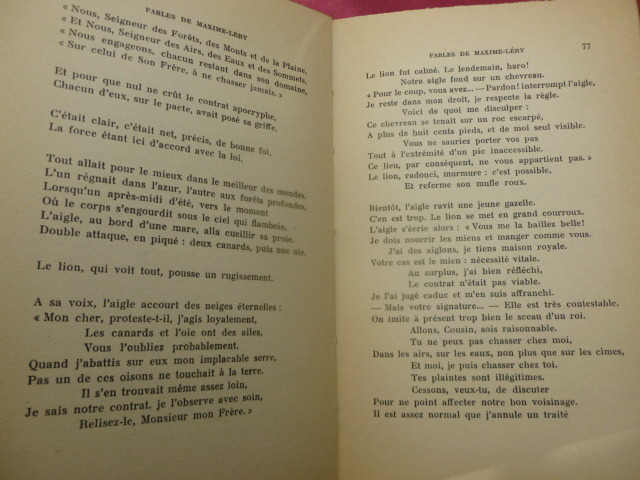 FABLES DE MAXIME-LÉRY
« Nous, Seigneur des Forêts, des Monts et de la Plaine,
« Et Nous, Seigneur des Airs, des Eaux et des Sommets,
« Nous engageons, chacun restant dans son domaine,
« Sur celui de Son Frère, à ne chasser jamais. »
Et pour que nul ne crût le contrat apocryphe,
Chacun d'eux, sur le pacte, avait posé sa griffe.
C'était clair, c'était net, précis, de bonne foi,
La force étant ici d'accord avec la loi.
Tout allait pour le mieux dans le meilleur des mondes.
L'un régnait dans l'azur, l'autre aux forêts profondes,
Lorsqu'un après-midi d'été, vers le moment
Où le corps s'engourdit sous le ciel qui flamboie,
L'aigle, au bord d'une mare, alla cueillir sa proie.
Double attaque, en piqué : deux canards, puis une oie.
Le lion, qui voit tout, pousse un rugissement.
A sa voix, l'aigle accourt des neiges éternelles :
« Mon cher, proteste-t-il, j'agis loyalement,
Les canards et l'oie ont des ailes,
Vous l'oubliez probablement.
Quand j'abattis sur eux mon implacable serre,
Pas un de ces oisons ne touchait à la terre.
Il s'en trouvait même assez loin,
Je sais notre contrat, je l'observe avec soin,
Relisez-le, Monsieur mon Frère. »
FABLES DE MAXIME-LÉRY 77
Le lion fut calmé. Le lendemain, haro!
Notre aigle fond sur un chevreau.
« Pour le coup, vous avez... — Pardon! interrompt l'aigle,
Je reste dans mon droit, je respecte la règle.
Voici de quoi me disculper :
Ce chevreau se tenait sur un roc escarpé,
A plus de huit cents pieds, et de moi seul visible.
Vous ne sauriez porter vos pas
Tout à l'extrémité d'un pic inaccessible.
Ce lieu, par conséquent, ne vous appartient pas. »
Le lion, radouci, murmure : c'est possible,
Et referme son mufle roux.
Bientôt, l'aigle ravit une jeune gazelle.
C'en est trop. Le lion se met en grand courroux.
L'aigle s'écrie alors : « Vous me la baillez belle!
Je dois nourrir les miens et manger comme vous.
J'ai des aiglons, je tiens maison royale.
Votre cas est le mien : nécessité vitale.
Au surplus, j'ai bien réfléchi,
Le contrat n'était pas viable.
Je l'ai jugé caduc et m'en suis affranchi.
— Mais votre signature... — Elle est très contestable.
On imite à présent trop bien le sceau d'un roi.
Allons, Cousin, sois raisonnable.
Tu ne peux pas chasser chez moi,
Dans les airs, sur les eaux, non plus que sur les cimes,
Et moi, je puis chasser chez toi.
Tes plaintes sont illégitimes.
Cessons, veux-tu, de discuter
Pour ne point affecter notre bon voisinage.
Il est assez normal que j'annule un traité